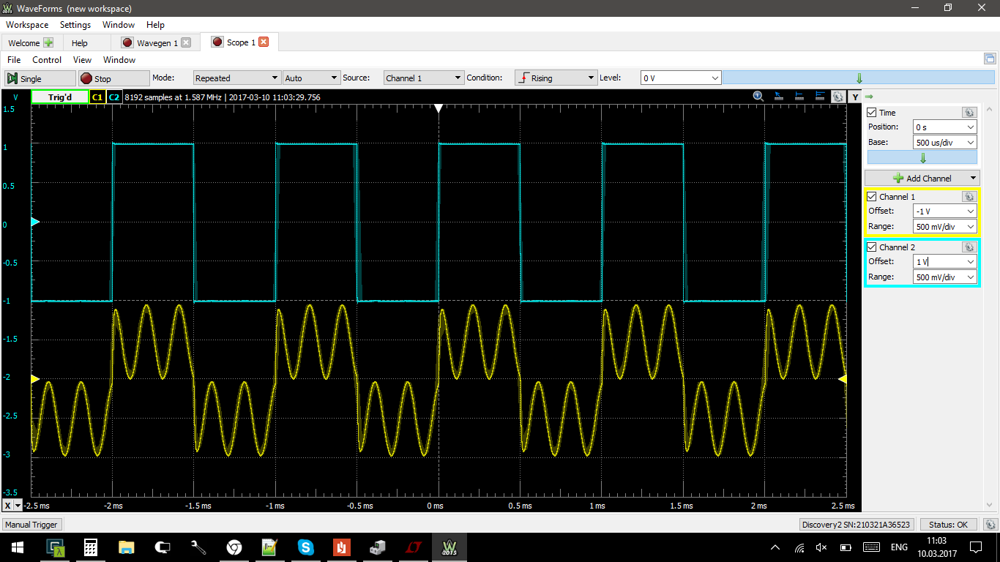 WaveForms (new workspace)
Workspace Settings Window Help
Welcome Help Wavegen 1 Scope 1
File Control View Window
Single Stop Mode: Repeated Auto Source: Channel 1 Condition: Rising Level: 0 V
V Trig'd C1 C2 8192 samples at 1.587 MHz | 2017-03-10 11:03:29.756 Y
1.5
1
0.5
0
-0.5
-1
-1.5
-2
-2.5
-3
-3.5
X -2.5 ms -2 ms -1.5 ms -1 ms -0.5 ms 0 ms 0.5 ms 1 ms 1.5 ms 2 ms 2.5 ms
Time
Position: 0 s
Base: 500 us/div
Add Channel
Channel 1
Offset: -1 V
Range: 500 mV/div
Channel 2
Offset: 1 V
Range: 500 mV/div
Manual Trigger Discovery2 SN:210321A36523 Status: OK
W 2015 ENG 11:03
10.03.2017